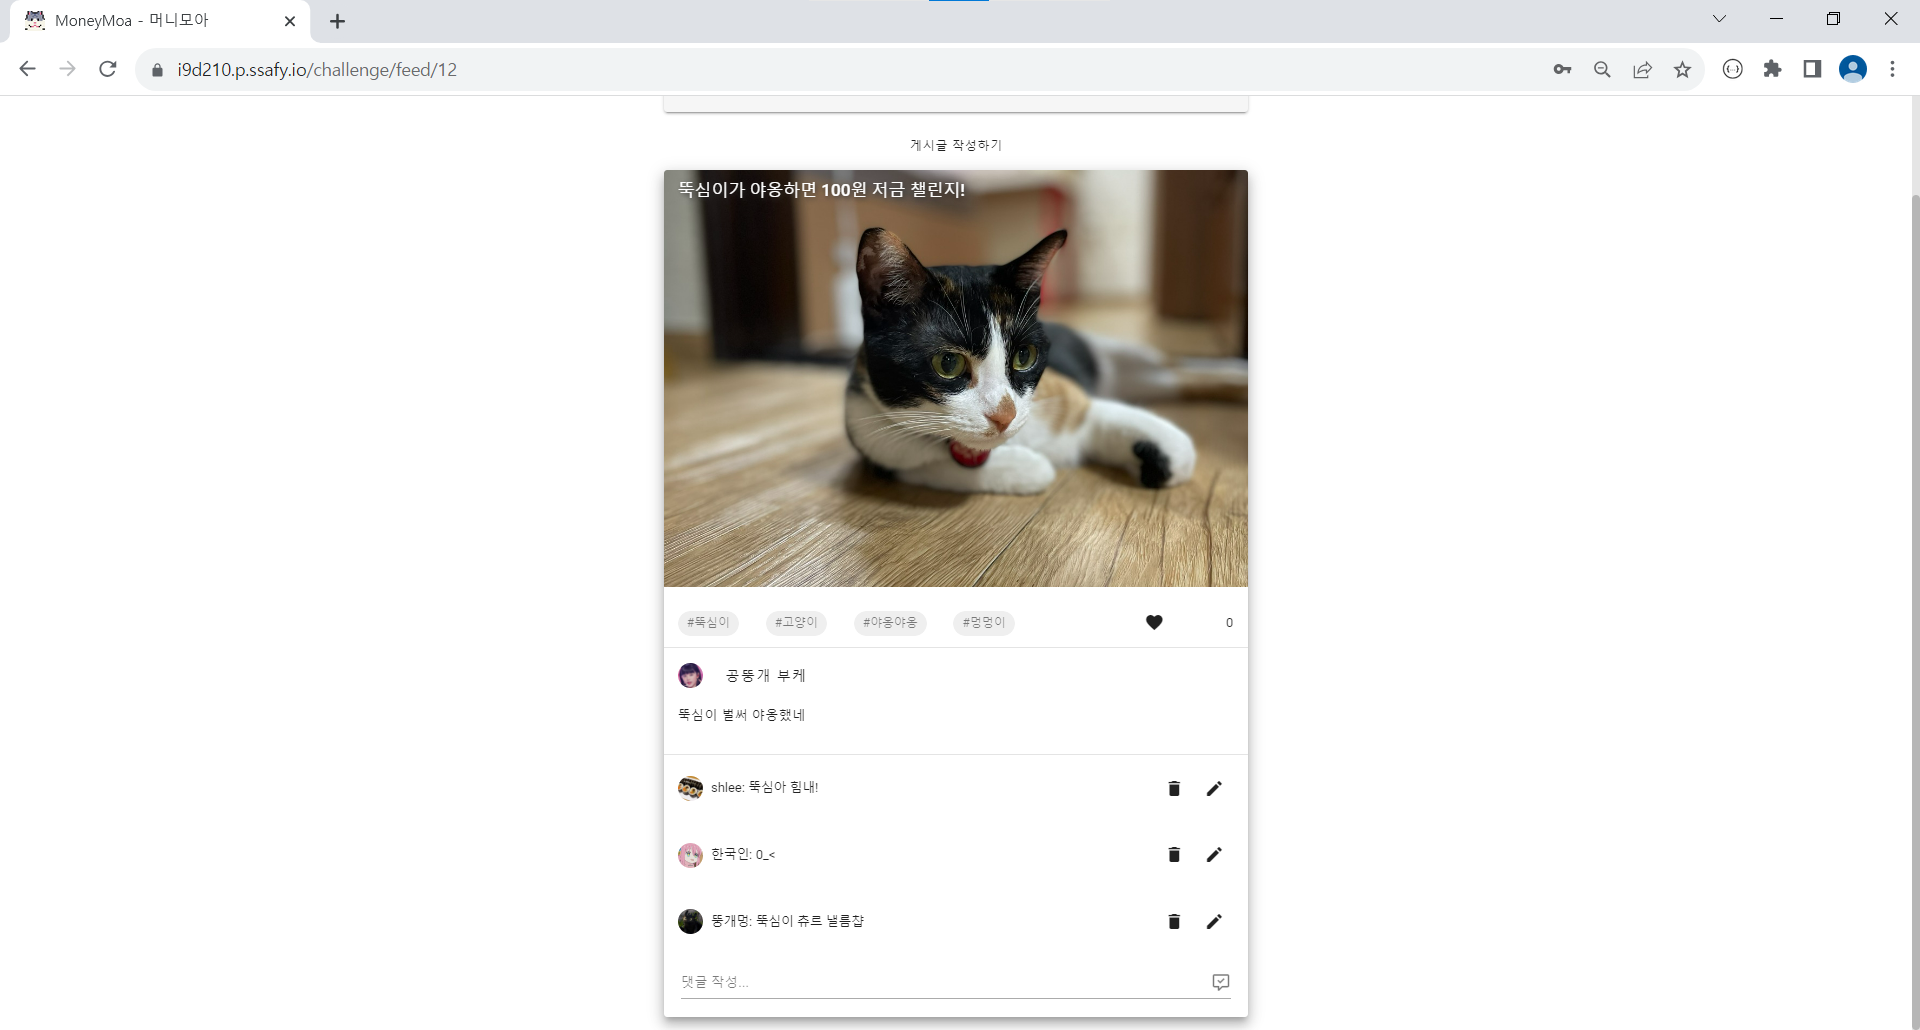 MoneyMoa - 머니모아
i9d210.p.ssafy.io/challenge/feed/12
게시글 작성하기
뚝심이가 야옹하면 100원 저금 챌린지!
#뚝심이 #고양이 #야옹야옹 #멍멍이 0
공뚱개 부케
뚝심이 벌써 야옹했네
shlee: 뚝심아 힘내!
한국인: 0_<
뚱개멍: 뚝심이 츄르 낼름챱
댓글 작성...